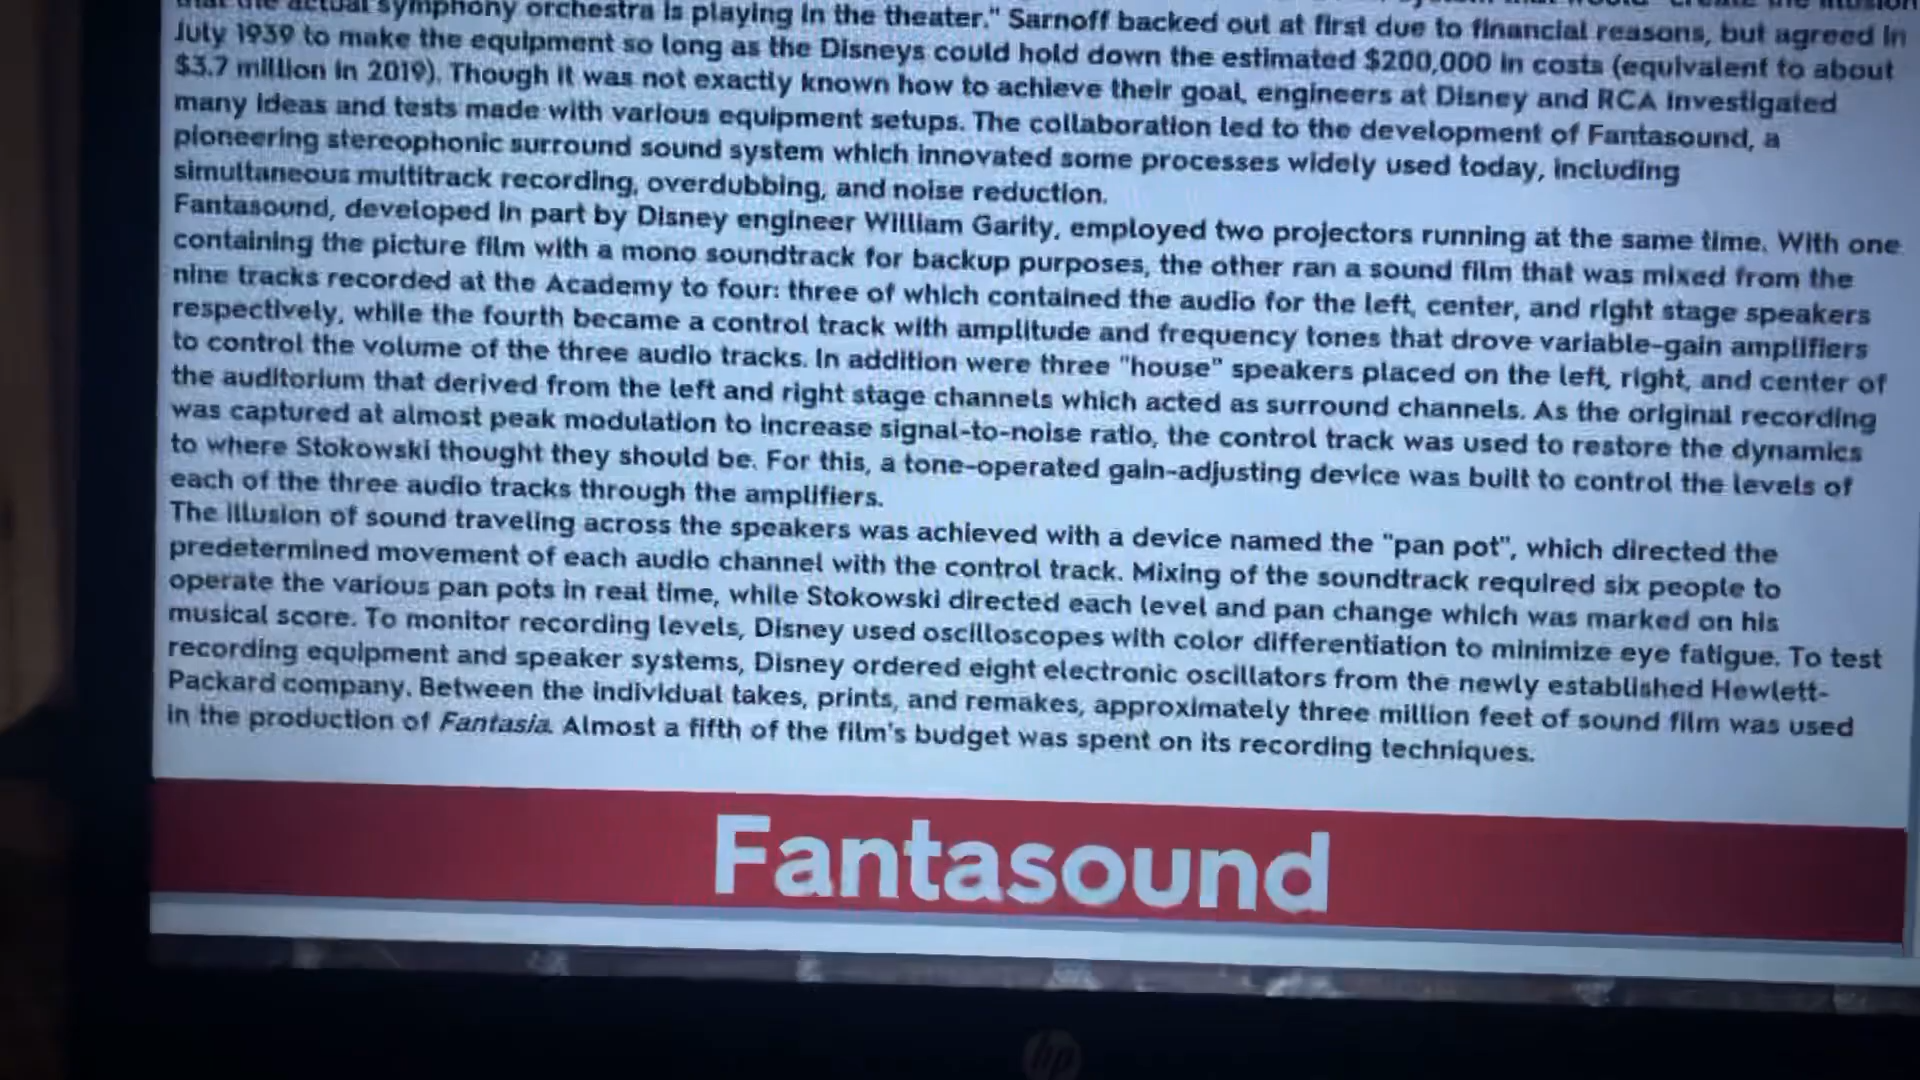 that the actual symphony orchestra is playing in the theater." Sarnoff backed out at first due to financial reasons, but agreed in
July 1939 to make the equipment so long as the Disneys could hold down the estimated $200,000 in costs (equivalent to about
$3.7 million in 2019). Though it was not exactly known how to achieve their goal, engineers at Disney and RCA investigated
many ideas and tests made with various equipment setups. The collaboration led to the development of Fantasound, a
pioneering stereophonic surround sound system which innovated some processes widely used today, including
simultaneous multitrack recording, overdubbing, and noise reduction.
Fantasound, developed in part by Disney engineer William Garity, employed two projectors running at the same time. With one
containing the picture film with a mono soundtrack for backup purposes, the other ran a sound film that was mixed from the
nine tracks recorded at the Academy to four: three of which contained the audio for the left, center, and right stage speakers
respectively, while the fourth became a control track with amplitude and frequency tones that drove variable-gain amplifiers
to control the volume of the three audio tracks. In addition were three "house" speakers placed on the left, right, and center of
the auditorium that derived from the left and right stage channels which acted as surround channels. As the original recording
was captured at almost peak modulation to increase signal-to-noise ratio, the control track was used to restore the dynamics
to where Stokowski thought they should be. For this, a tone-operated gain-adjusting device was built to control the levels of
each of the three audio tracks through the amplifiers.
The illusion of sound traveling across the speakers was achieved with a device named the "pan pot", which directed the
predetermined movement of each audio channel with the control track. Mixing of the soundtrack required six people to
operate the various pan pots in real time, while Stokowski directed each level and pan change which was marked on his
musical score. To monitor recording levels, Disney used oscilloscopes with color differentiation to minimize eye fatigue. To test
recording equipment and speaker systems, Disney ordered eight electronic oscillators from the newly established Hewlett-
Packard company. Between the individual takes, prints, and remakes, approximately three million feet of sound film was used
in the production of Fantasia. Almost a fifth of the film's budget was spent on its recording techniques.
Fantasound
hp